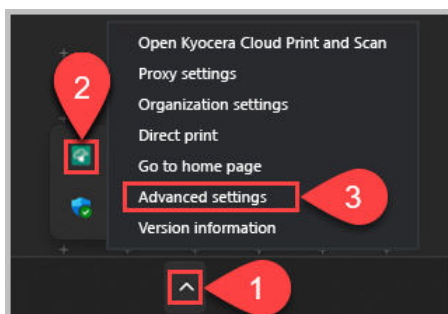 Open Kyocera Cloud Print and Scan
Proxy settings
Organization settings
2
Direct print
Go to home page
Advanced settings
3
Version information
1